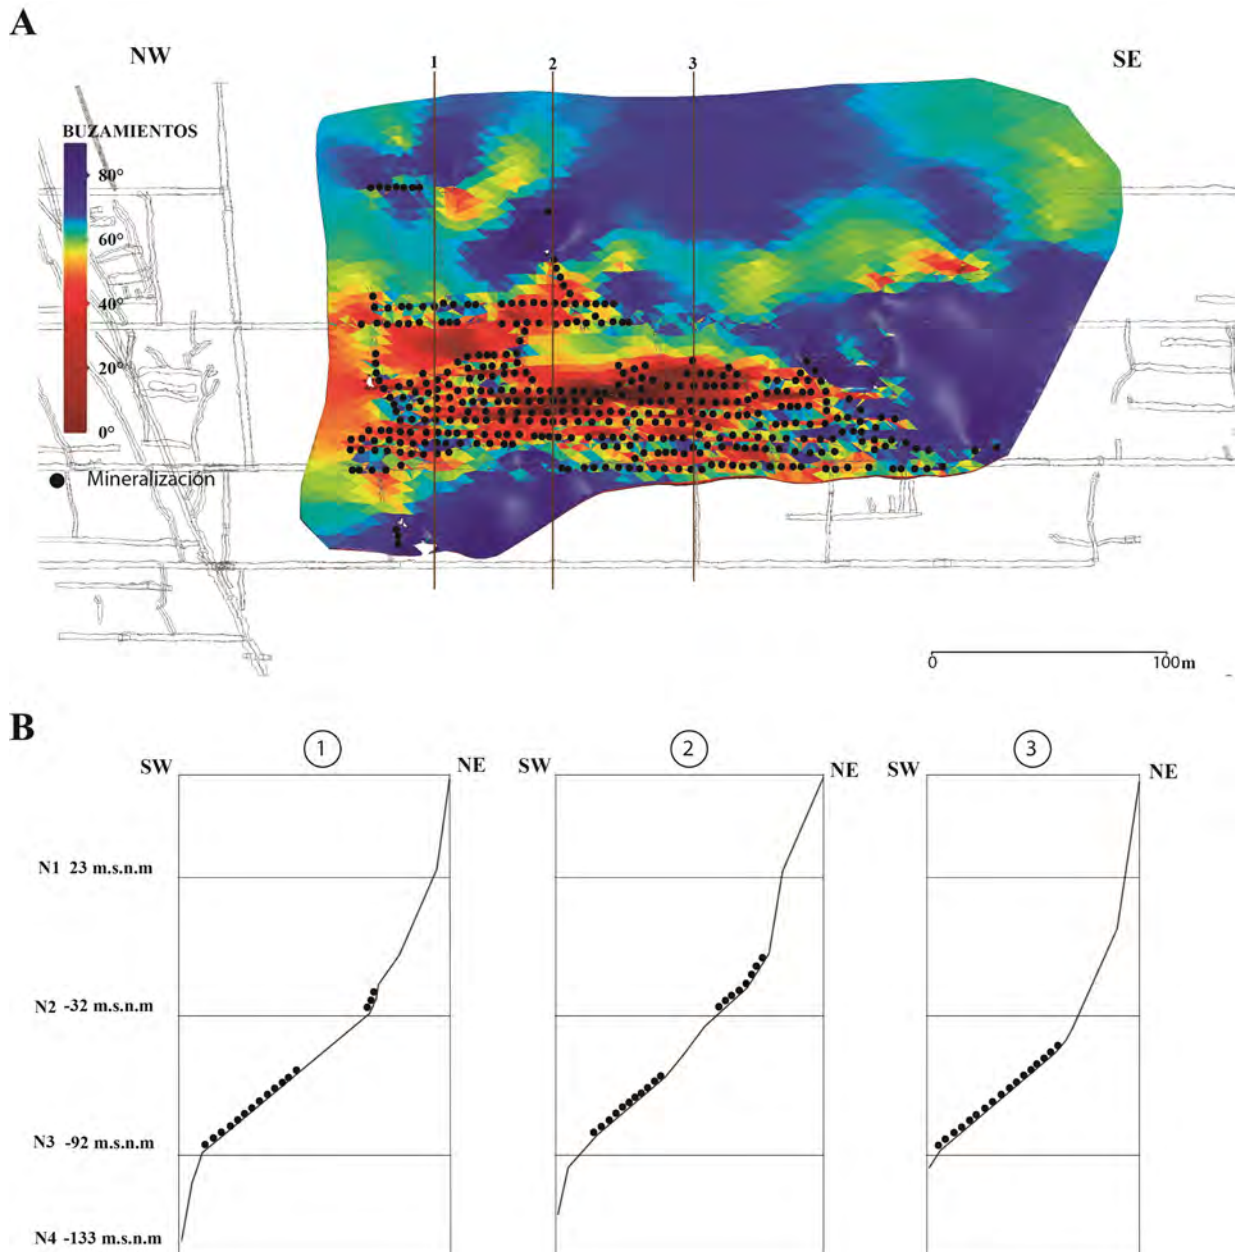 A
NW
1
2
3
SE
BUZAMIENTOS
80°
60°
40°
20°
0°
Mineralización
0
100 m
B
SW
1
NE
SW
2
NE
SW
3
NE
N1 23 m.s.n.m
N2 -32 m.s.n.m
N3 -92 m.s.n.m
N4 -133 m.s.n.m